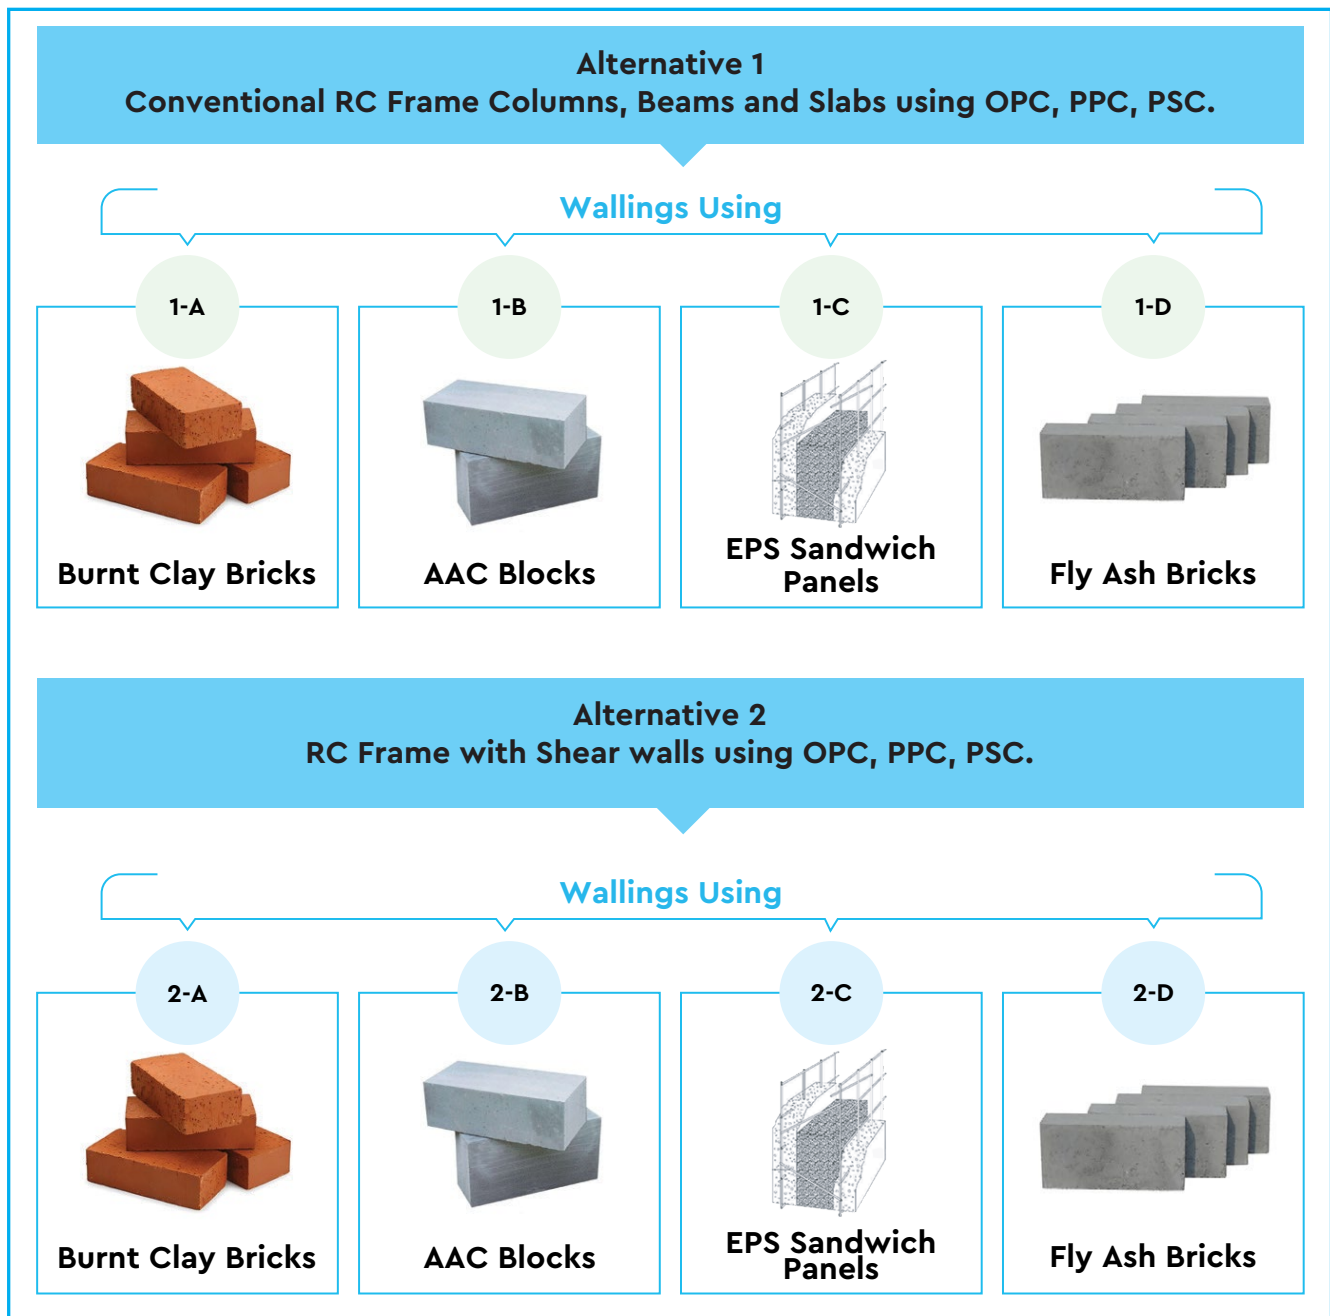 Alternative 1
Conventional RC Frame Columns, Beams and Slabs using OPC, PPC, PSC.
Wallings Using
1-A
1-B
1-C
1-D
Burnt Clay Bricks
AAC Blocks
EPS Sandwich
Panels
Fly Ash Bricks
Alternative 2
RC Frame with Shear walls using OPC, PPC, PSC.
Wallings Using
2-A
2-B
2-C
2-D
Burnt Clay Bricks
AAC Blocks
EPS Sandwich
Panels
Fly Ash Bricks